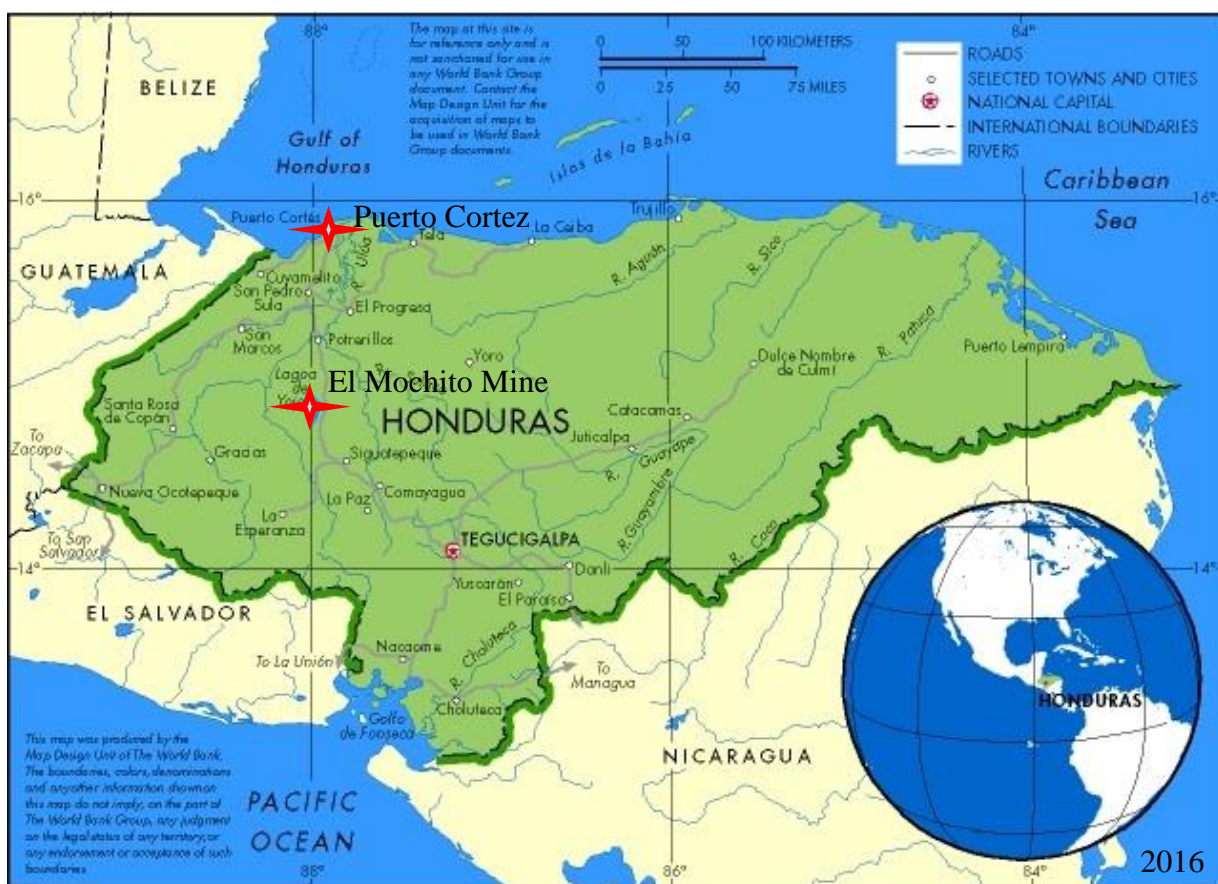 88°
84°
The map at this site is
for reference only and is
not sanctioned for use in
any World Bank Group
document. Contact the
Map Design Unit for the
acquisition of maps to
be used in World Bank
Group documents.
0 50 100 KILOMETERS
0 25 50 75 MILES
ROADS
SELECTED TOWNS AND CITIES
NATIONAL CAPITAL
INTERNATIONAL BOUNDARIES
RIVERS
BELIZE
Gulf of
Honduras
Islas de la Bahía
Caribbean
Sea
16°
16°
Puerto Cortés
Puerto Cortez
Trujillo
La Ceiba
Tela
R. Ulúa
R. Aguán
R. Sico
R. Patuca
GUATEMALA
Cuyamelito
San Pedro
Sula
El Progreso
San
Marcos
Potrerillos
Puerto Lempira
Yoro
Dulce Nombre
de Culmí
Lagoa
de
El Mochito Mine
HONDURAS
Santa Rosa
de Copán
Catacamas
Juticalpa
R. Guayape
To
Zacapa
Gracias
Siguatepeque
Nueva Ocotepeque
La Paz
Comayagua
R. Guayambre
La
Esperanza
To San
Salvador
TEGUCIGALPA
R. Coco
Danlí
14°
14°
Yuscarán
El Paraíso
EL SALVADOR
Nacaome
R. Choluteca
To La Unión
To
Managua
Choluteca
Golfo
de Fonseca
HONDURAS
NICARAGUA
This map was produced by the
Map Design Unit of The World Bank.
The boundaries, colors, denominations
and any other information shown on
this map do not imply, on the part of
The World Bank Group, any judgment
on the legal status of any territory, or
any endorsement or acceptance of such
boundaries
PACIFIC
OCEAN
88°
86°
84°
2016